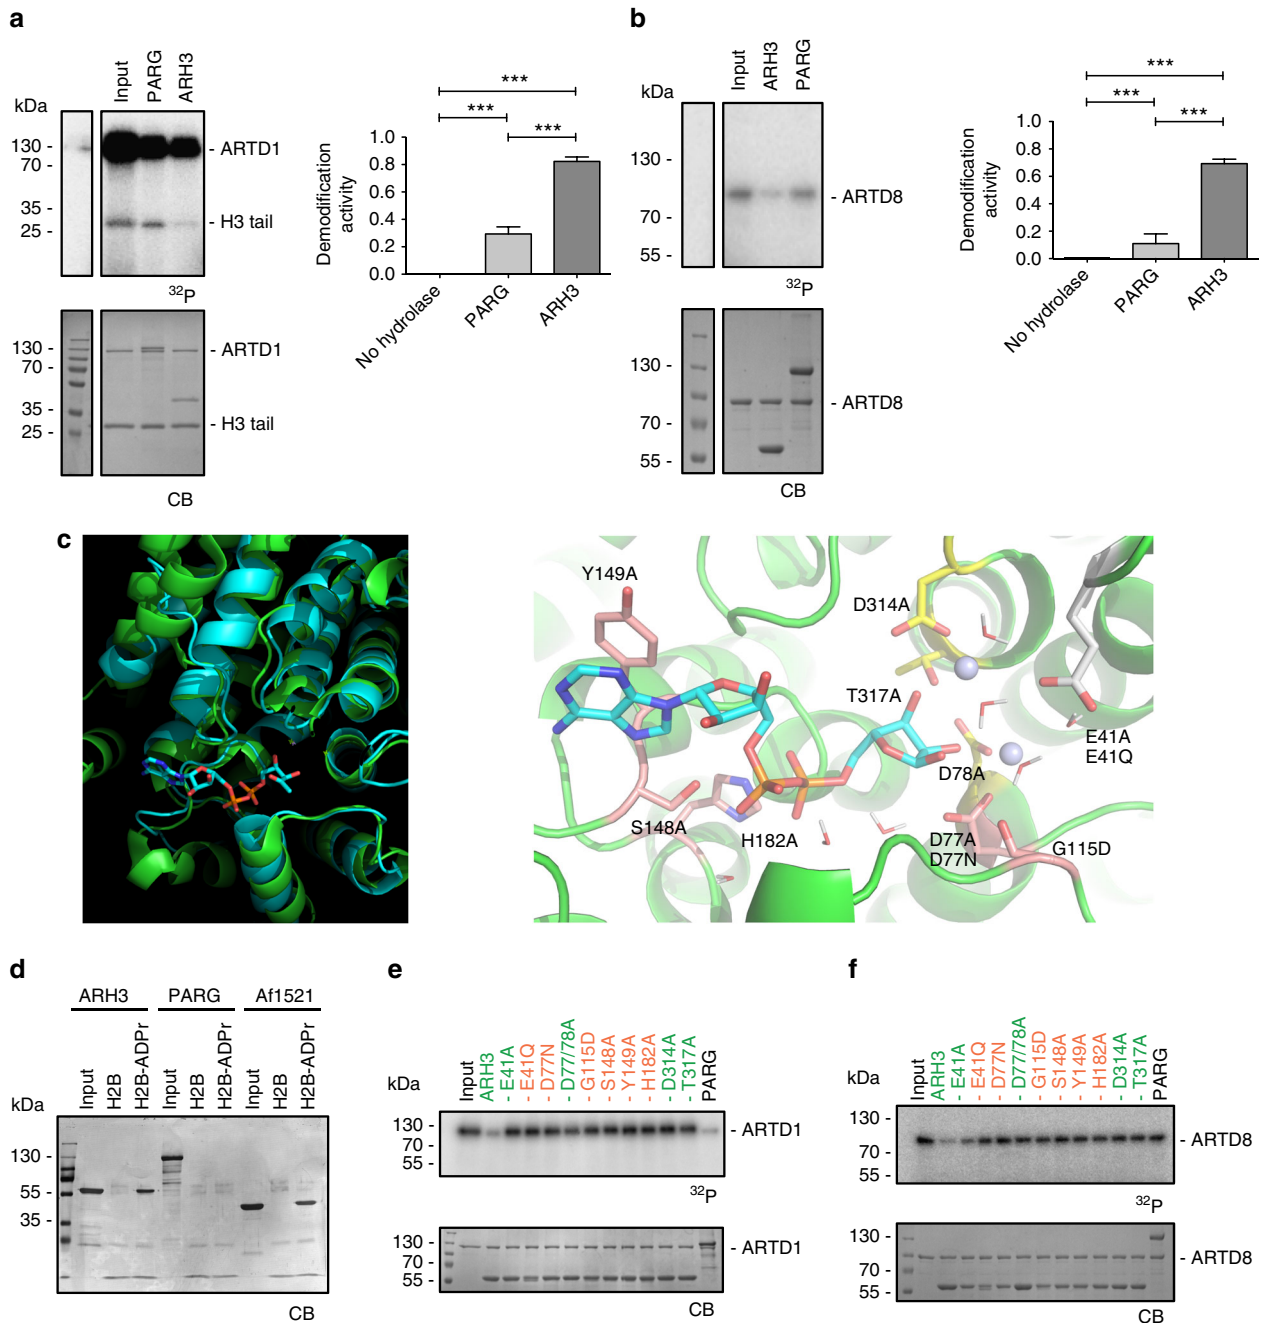 a
kDa
Input
PARG
ARH3
130 -
70 -
35 -
25 -
- ARTD1
- H3 tail
32P
130 -
70 -
35 -
25 -
- ARTD1
- H3 tail
CB
Demodification activity
1.0
0.8
0.6
0.4
0.2
0.0
***
***
***
No hydrolase
PARG
ARH3
b
kDa
Input
ARH3
PARG
130 -
70 -
55 -
- ARTD8
32P
130 -
70 -
55 -
- ARTD8
CB
Demodification activity
1.0
0.8
0.6
0.4
0.2
0.0
***
***
***
No hydrolase
PARG
ARH3
c
Y149A
D314A
T317A
E41A
E41Q
D78A
S148A
H182A
D77A
D77N
G115D
d
ARH3
PARG
Af1521
kDa
Input
H2B
H2B-ADPr
Input
H2B
H2B-ADPr
Input
H2B
H2B-ADPr
130 -
55 -
35 -
CB
e
kDa
Input
ARH3
- E41A
- E41Q
- D77N
- D77/78A
- G115D
- S148A
- Y149A
- H182A
- D314A
- T317A
PARG
130 -
70 -
55 -
- ARTD1
32P
130 -
70 -
55 -
- ARTD1
CB
f
kDa
Input
ARH3
- E41A
- E41Q
- D77N
- D77/78A
- G115D
- S148A
- Y149A
- H182A
- D314A
- T317A
PARG
130 -
70 -
55 -
- ARTD8
32P
130 -
70 -
55 -
- ARTD8
CB